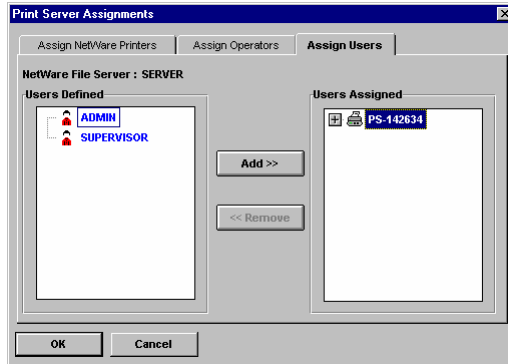 Print Server Assignments
Assign NetWare Printers
Assign Operators
Assign Users
NetWare File Server : SERVER
Users Defined
Users Assigned
ADMIN
SUPERVISOR
PS-142634
Add >>
<< Remove
OK
Cancel